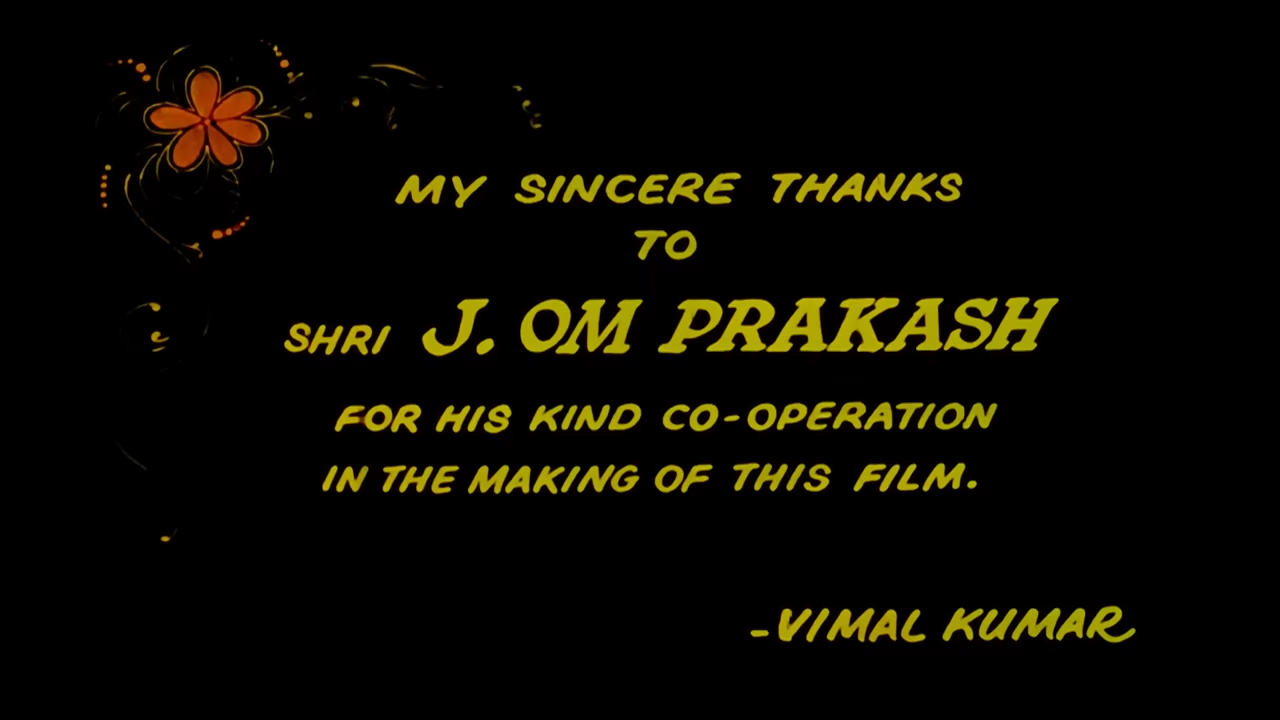 MY SINCERE THANKS
TO
SHRI J. OM PRAKASH
FOR HIS KIND CO-OPERATION
IN THE MAKING OF THIS FILM.
-VIMAL KUMAR